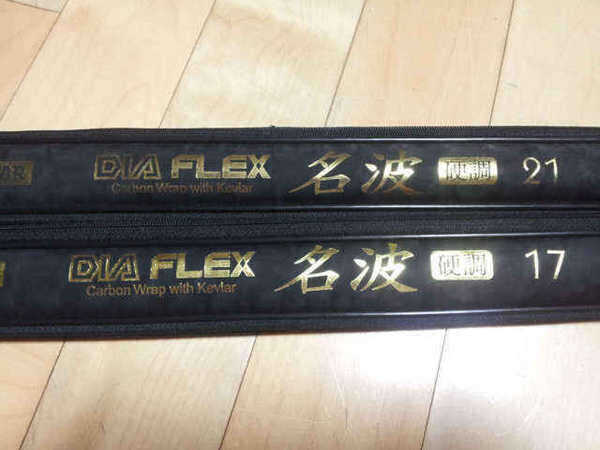 DIA FLEX 名波 硬調 21
Carbon Wrap with Kevlar
DIA FLEX 名波 硬調 17
Carbon Wrap with Kevlar